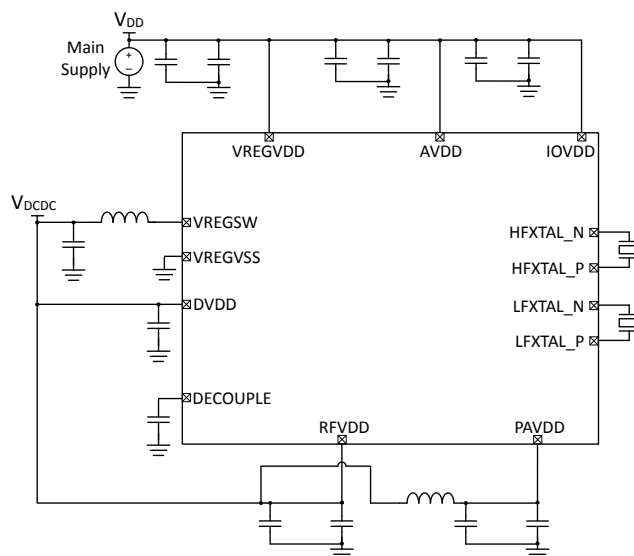 VDD
Main
Supply
+
−
VREGVDD
AVDD
IOVDD
VDCDC
VREGSW
VREGVSS
DVDD
DECOUPLE
HFXTAL_N
HFXTAL_P
LFXTAL_N
LFXTAL_P
RFVDD
PAVDD